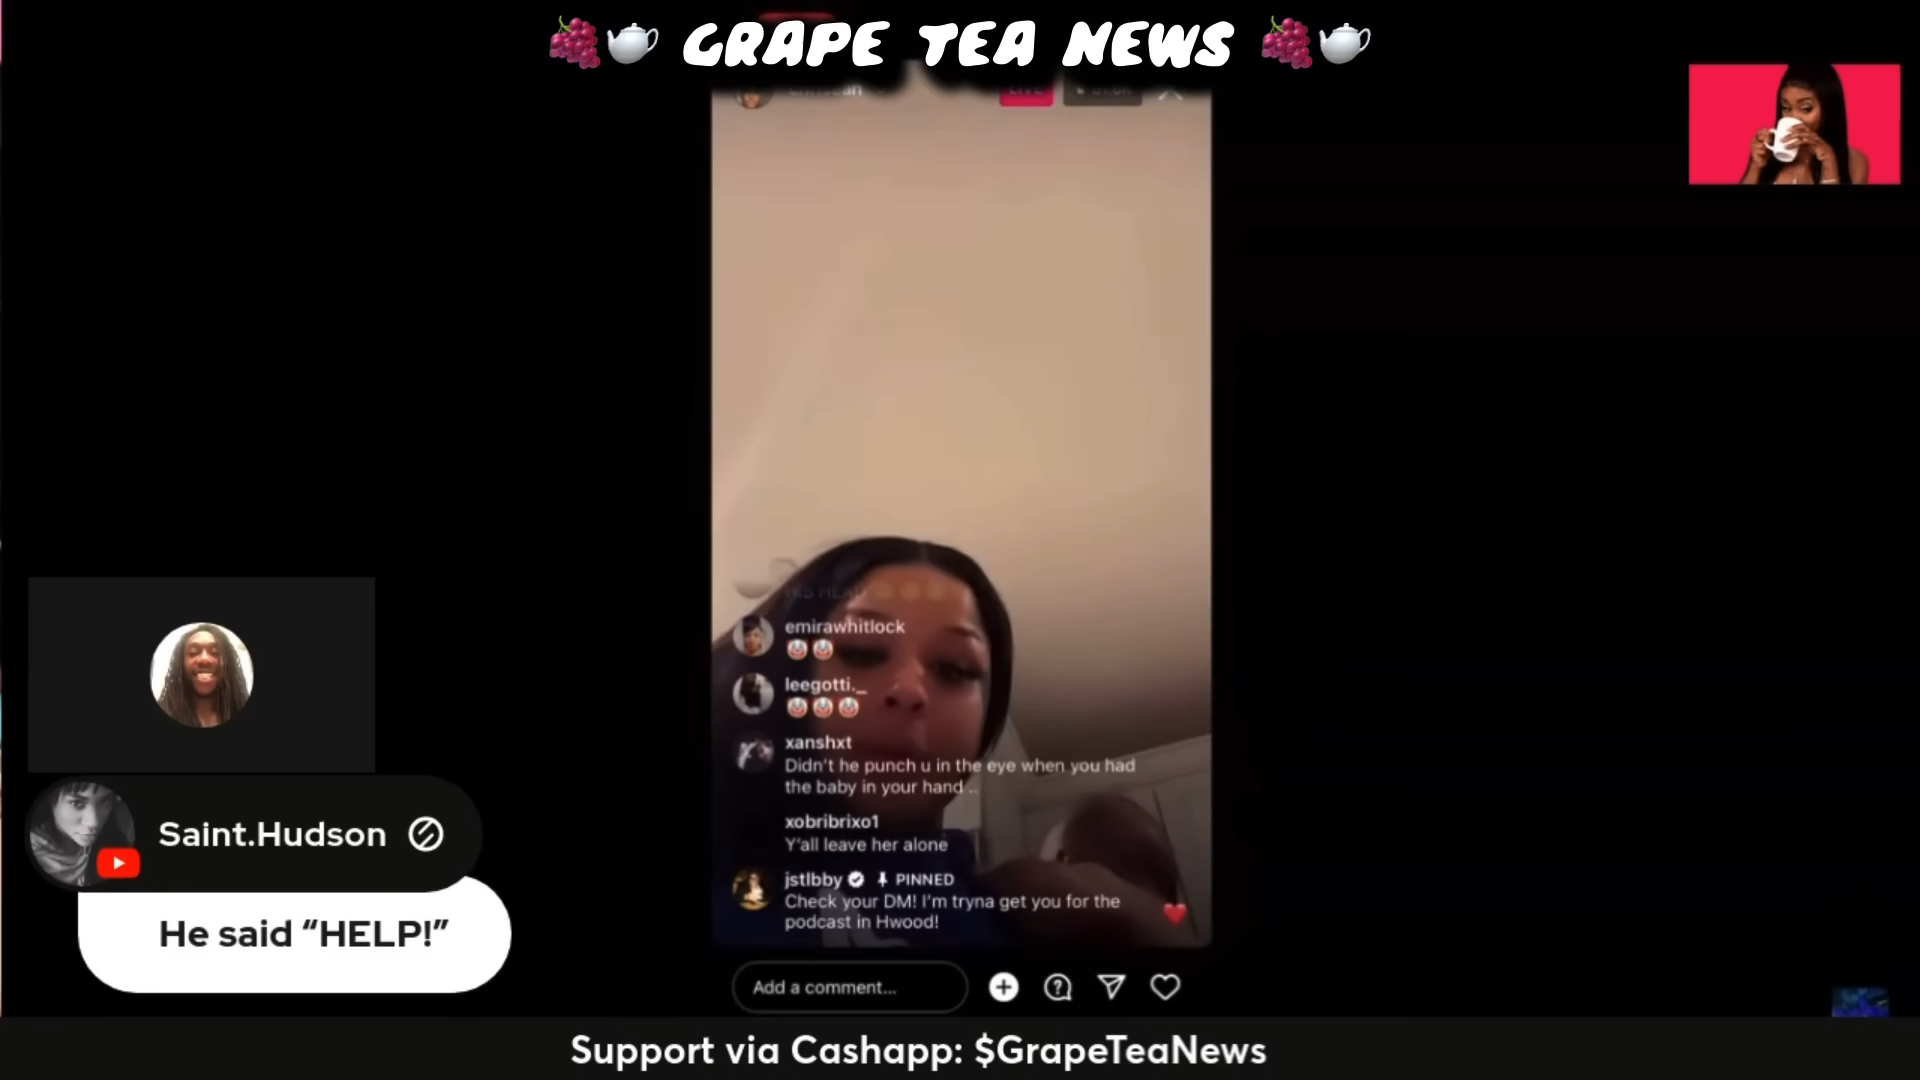 GRAPE TEA NEWS
LIVE
emirawhitlock
leegotti._
xanshxt
Didn't he punch u in the eye when you had
the baby in your hand ..
xobribrixo1
Y'all leave her alone
jstlbby PINNED
Check your DM! I'm tryna get you for the
podcast in Hwood!
Add a comment...
Saint.Hudson
He said “HELP!”
Support via Cashapp: $GrapeTeaNews